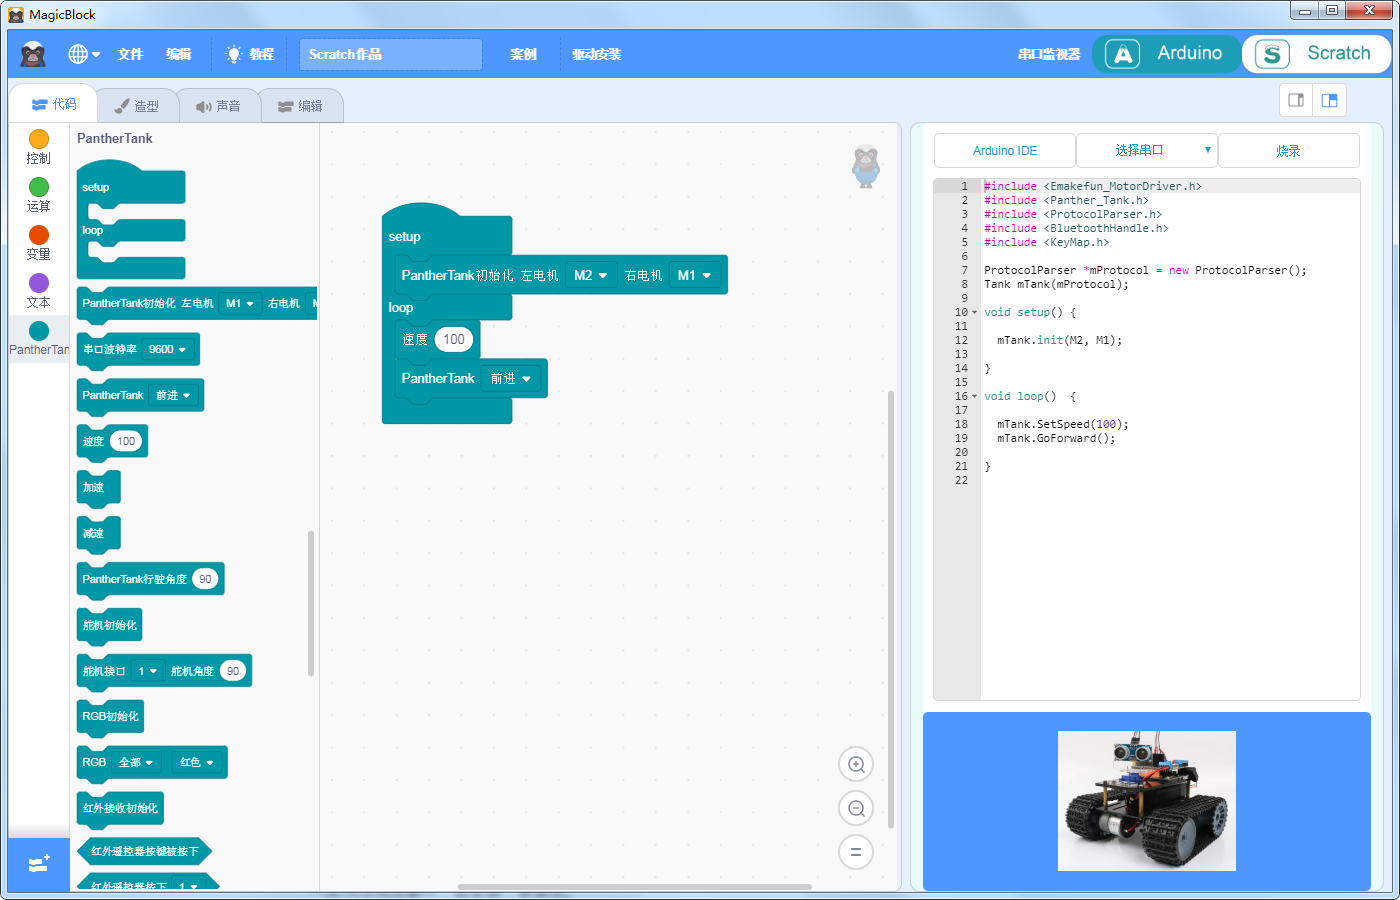 MagicBlock
文件 编辑 教程 Scratch作品 案例 驱动安装 串口监视器 A Arduino S Scratch
代码 造型 声音 编辑
控制
运算
变量
文本
PantherTan
PantherTank
setup
loop
PantherTank初始化 左电机 M1 右电机
串口波特率 9600
PantherTank 前进
速度 100
加速
减速
PantherTank行驶角度 90
舵机初始化
舵机接口 1 舵机角度 90
RGB初始化
RGB 全部 红色
红外接收初始化
红外遥控器按键被按下
红外遥控器按下 1
setup
PantherTank初始化 左电机 M2 右电机 M1
loop
速度 100
PantherTank 前进
Arduino IDE 选择串口 烧录
1 #include <Emakefun_MotorDriver.h>
2 #include <Panther_Tank.h>
3 #include <ProtocolParser.h>
4 #include <BluetoothHandle.h>
5 #include <KeyMap.h>
6
7 ProtocolParser *mProtocol = new ProtocolParser();
8 Tank mTank(mProtocol);
9
10 void setup() {
11
12 mTank.init(M2, M1);
13
14 }
15
16 void loop() {
17
18 mTank.SetSpeed(100);
19 mTank.GoForward();
20
21 }
22